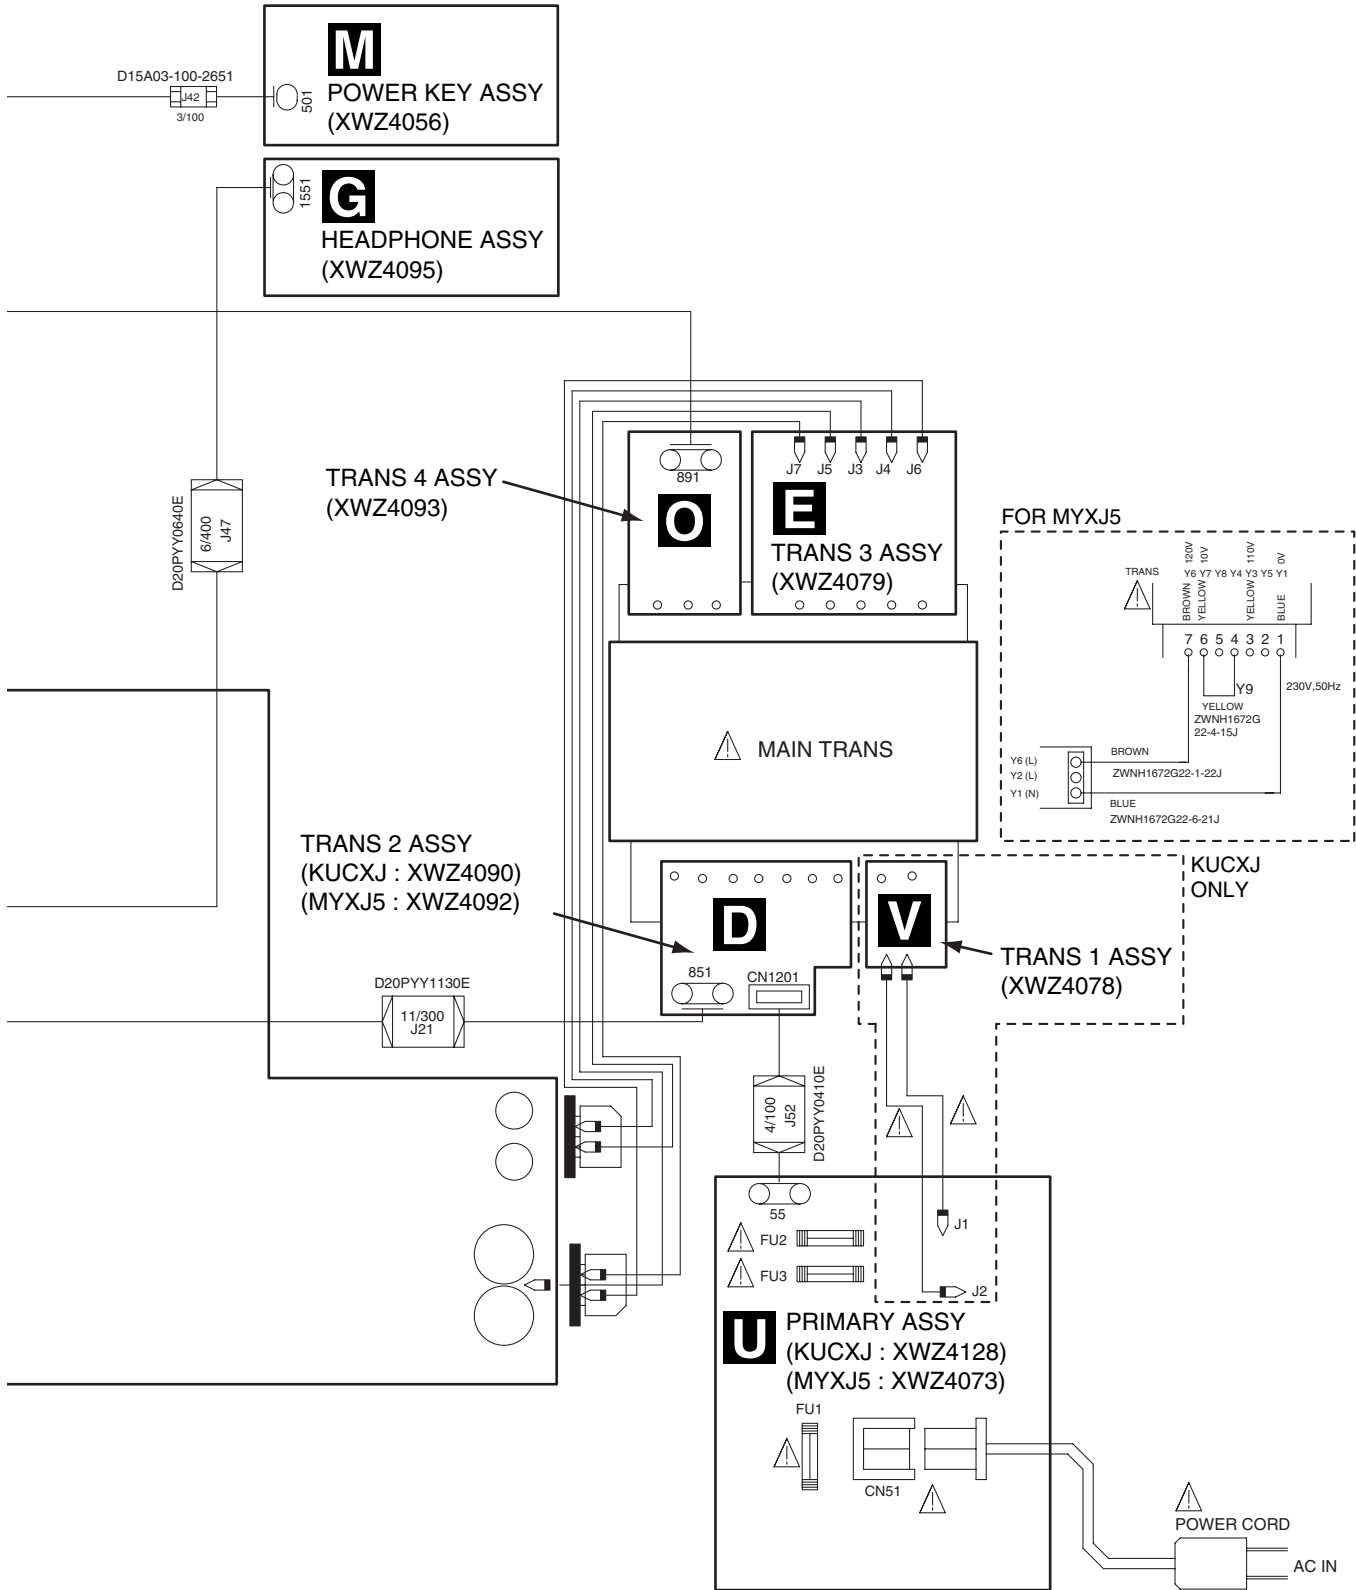 M
D15A03-100-2651
J42
3/100
501
POWER KEY ASSY
(XWZ4056)
G
1551
HEADPHONE ASSY
(XWZ4095)
D20PYY0640E
6/400
J47
TRANS 4 ASSY
(XWZ4093)
891
O
J7
J5
J3
J4
J6
E
TRANS 3 ASSY
(XWZ4079)
FOR MYXJ5
TRANS
120V
10V
110V
0V
Y6 Y7 Y8 Y4 Y3 Y5 Y1
BROWN
YELLOW
YELLOW
BLUE
7 6 5 4 3 2 1
Y9
230V,50Hz
YELLOW
ZWNH1672G
22-4-15J
Y6 (L)
Y2 (L)
Y1 (N)
BROWN
ZWNH1672G22-1-22J
BLUE
ZWNH1672G22-6-21J
MAIN TRANS
TRANS 2 ASSY
(KUCXJ : XWZ4090)
(MYXJ5 : XWZ4092)
D
851
CN1201
V
KUCXJ
ONLY
TRANS 1 ASSY
(XWZ4078)
D20PYY1130E
11/300
J21
4/100
J52
D20PYY0410E
55
FU2
FU3
J1
J2
U
PRIMARY ASSY
(KUCXJ : XWZ4128)
(MYXJ5 : XWZ4073)
FU1
CN51
POWER CORD
AC IN